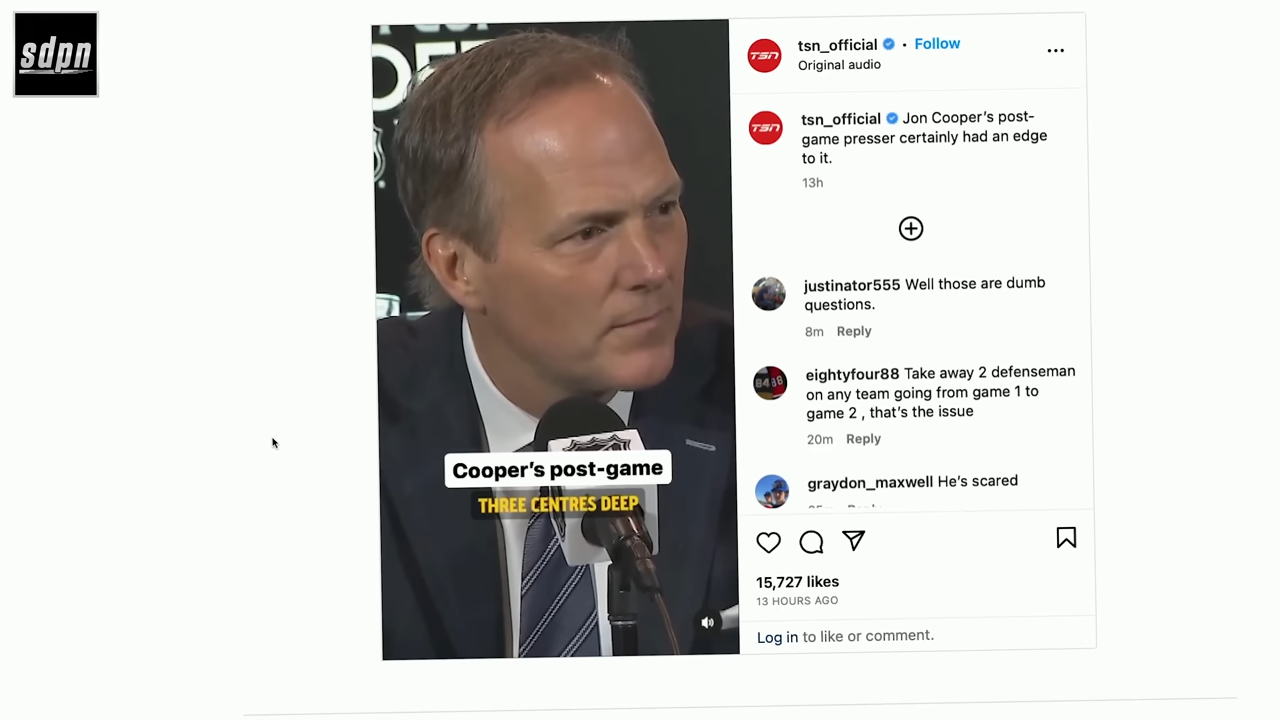 sdpn
tsn_official • Follow
Original audio
TSN
tsn_official Jon Cooper's post-
game presser certainly had an edge
to it.
TSN
13h
justinator555 Well those are dumb
questions.
8m Reply
eightyfour88 Take away 2 defenseman
on any team going from game 1 to
game 2 , that's the issue
8488
20m Reply
graydon_maxwell He's scared
Cooper's post-game
THREE CENTRES DEEP
15,727 likes
13 HOURS AGO
Log in to like or comment.